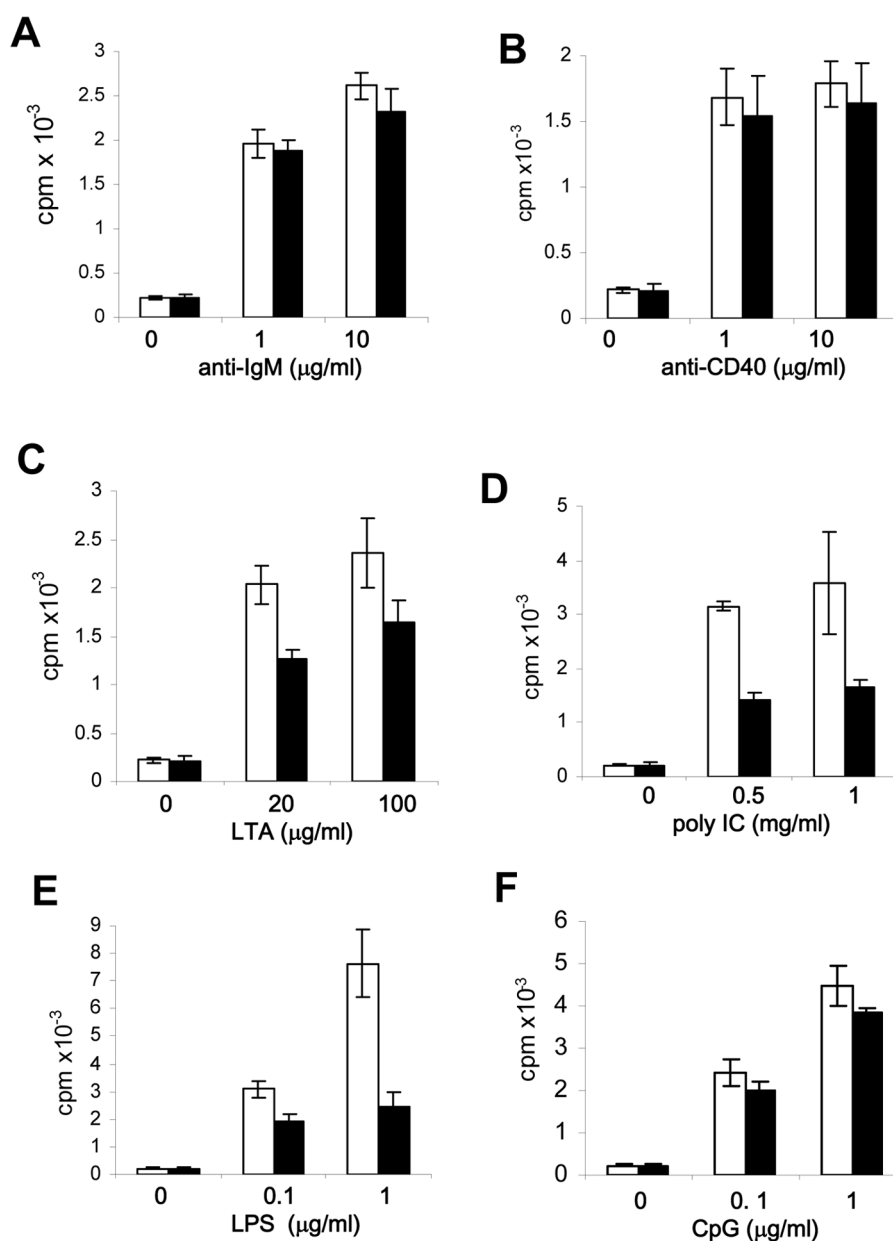 A
3
2.5
2
1.5
1
0.5
0
cpm x 10-3
0 1 10
anti-IgM (μg/ml)
B
2
1.5
1
0.5
0
cpm x10-3
0 1 10
anti-CD40 (μg/ml)
C
3
2.5
2
1.5
1
0.5
0
cpm x10-3
0 20 100
LTA (μg/ml)
D
5
4
3
2
1
0
cpm x10-3
0 0.5 1
poly IC (mg/ml)
E
9
8
7
6
5
4
3
2
1
0
cpm x10-3
0 0.1 1
LPS (μg/ml)
F
6
5
4
3
2
1
0
cpm x10-3
0 0. 1 1
CpG (μg/ml)